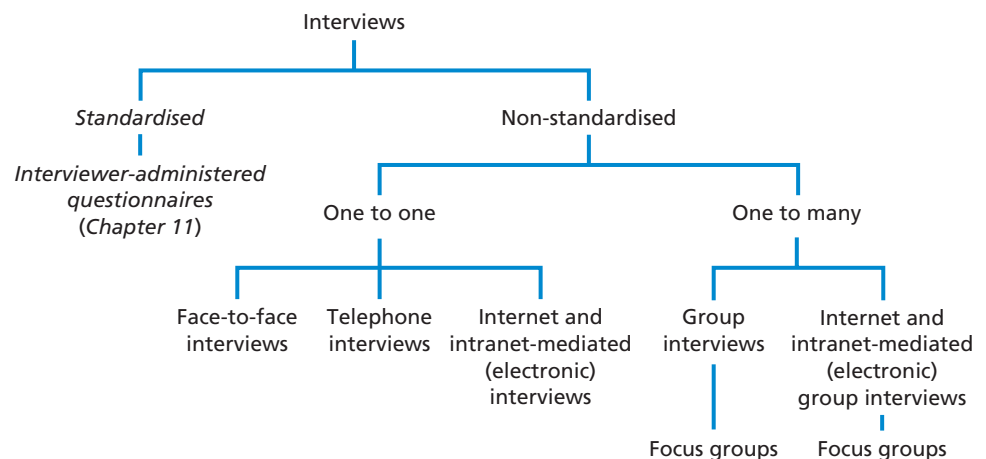 Interviews
Standardised
Non-standardised
Interviewer-administered
questionnaires
(Chapter 11)
One to one
One to many
Face-to-face
interviews
Telephone
interviews
Internet and
intranet-mediated
(electronic)
interviews
Group
interviews
Internet and
intranet-mediated
(electronic)
group interviews
Focus groups
Focus groups